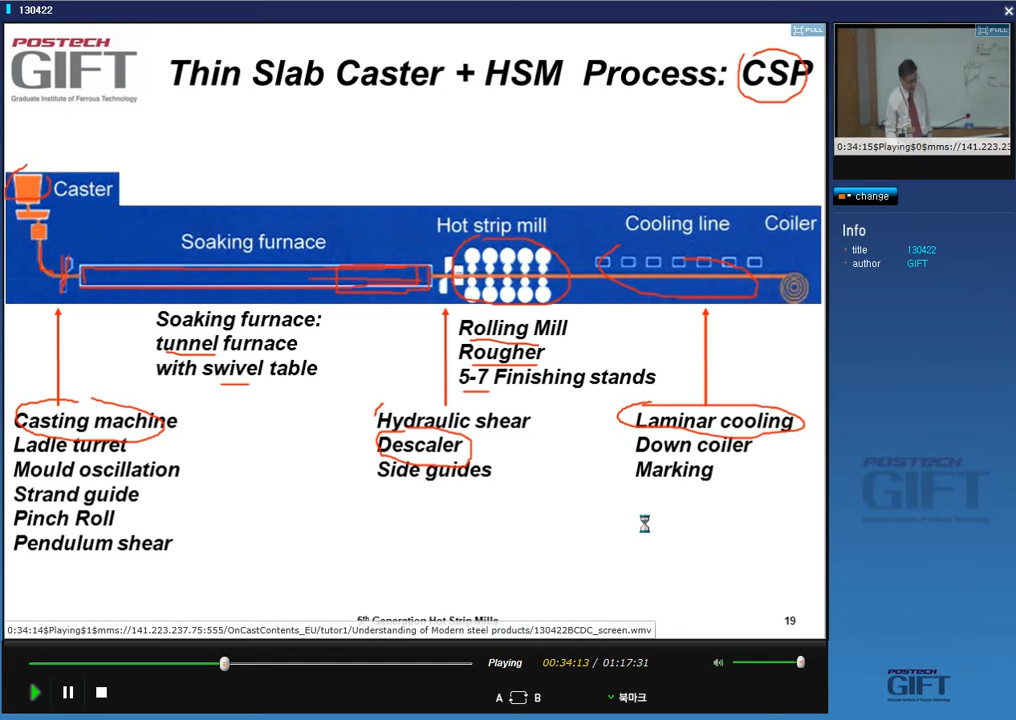 130422
POSTECH
GIFT
Graduate Institute of Ferrous Technology
Thin Slab Caster + HSM Process: CSP
FULL
Caster
Soaking furnace
Hot strip mill
Cooling line
Coiler
Soaking furnace:
tunnel furnace
with swivel table
Rolling Mill
Rougher
5-7 Finishing stands
Casting machine
Ladle turret
Mould oscillation
Strand guide
Pinch Roll
Pendulum shear
Hydraulic shear
Descaler
Side guides
Laminar cooling
Down coiler
Marking
5th Generation Hot Strip Mills
19
0:34:14$Playing$1$mms://141.223.237.75:555/OnCastContents_EU/tutor1/Understanding of Modern steel products/130422BCDC_screen.wmv
FULL
0:34:15$Playing$0$mms://141.223.23
change
Info
title 130422
author GIFT
POSTECH
GIFT
Playing 00:34:13 / 01:17:31
A B 북마크
POSTECH
GIFT